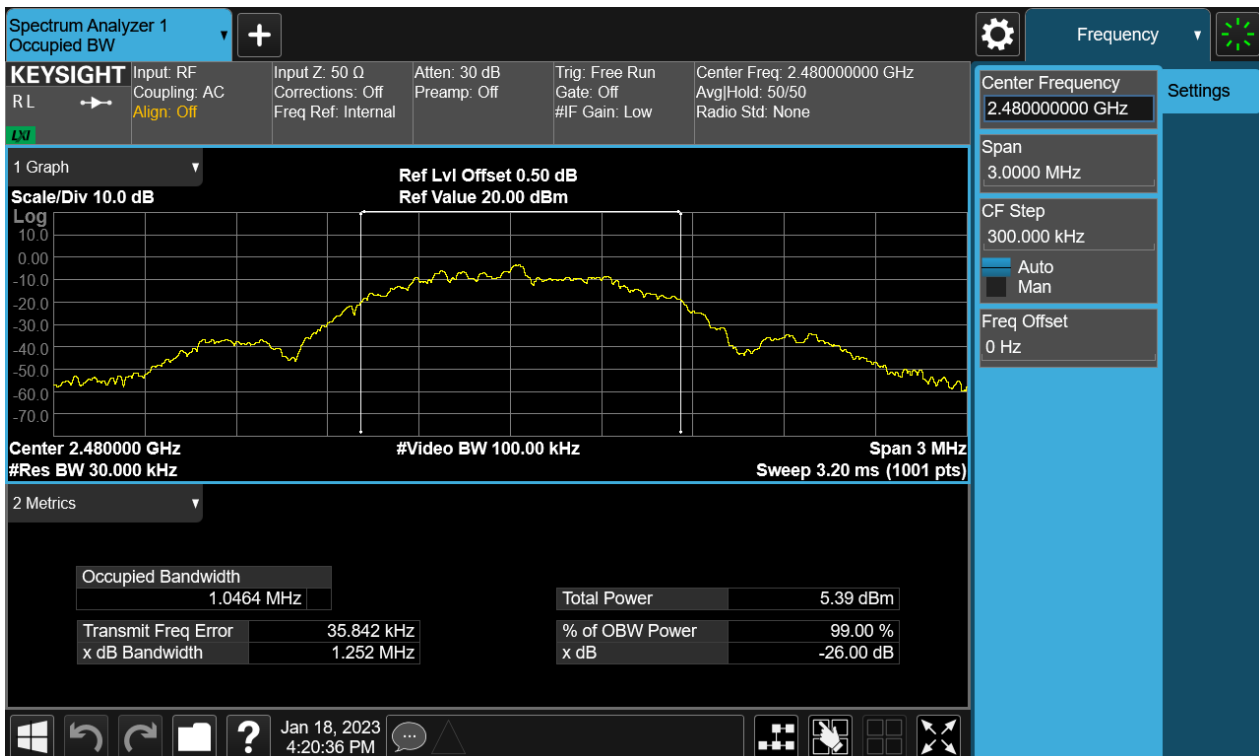 Spectrum Analyzer 1
Occupied BW
Frequency
KEYSIGHT
R L
LXI
Input: RF
Coupling: AC
Align: Off
Input Z: 50 Ω
Corrections: Off
Freq Ref: Internal
Atten: 30 dB
Preamp: Off
Trig: Free Run
Gate: Off
#IF Gain: Low
Center Freq: 2.480000000 GHz
Avg|Hold: 50/50
Radio Std: None
Center Frequency
2.480000000 GHz
Settings
Span
3.0000 MHz
CF Step
300.000 kHz
Auto
Man
Freq Offset
0 Hz
1 Graph
Scale/Div 10.0 dB
Ref Lvl Offset 0.50 dB
Ref Value 20.00 dBm
Log
10.0
0.00
-10.0
-20.0
-30.0
-40.0
-50.0
-60.0
-70.0
Center 2.480000 GHz
#Video BW 100.00 kHz
Span 3 MHz
#Res BW 30.000 kHz
Sweep 3.20 ms (1001 pts)
2 Metrics
Occupied Bandwidth
1.0464 MHz
Total Power 5.39 dBm
Transmit Freq Error 35.842 kHz
% of OBW Power 99.00 %
x dB Bandwidth 1.252 MHz
x dB -26.00 dB
?
Jan 18, 2023
4:20:36 PM